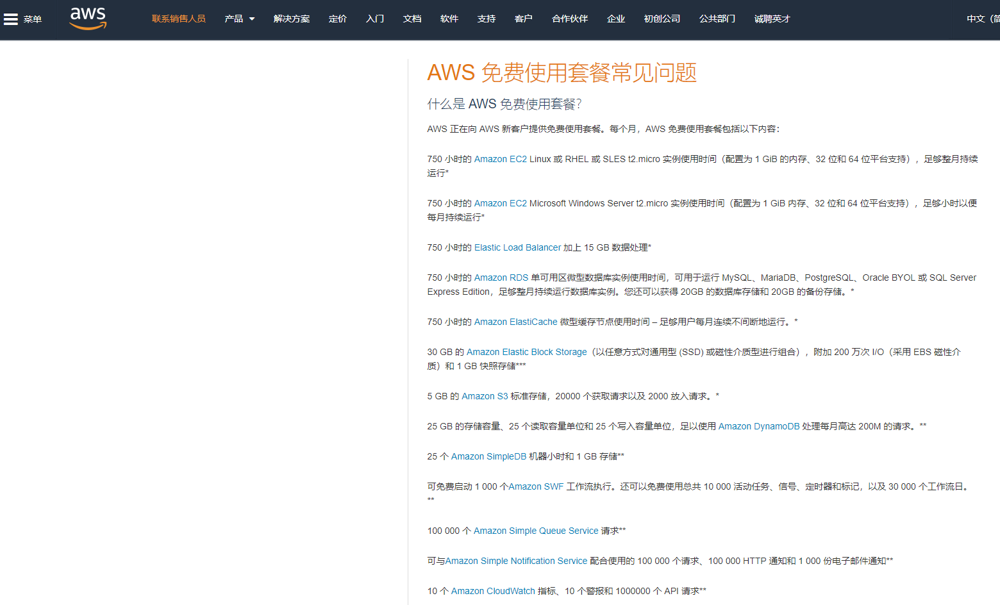 菜单
aws
联系销售人员
产品
解决方案
定价
入门
文档
软件
支持
客户
合作伙伴
企业
初创公司
公共部门
诚聘英才
中文（简
AWS 免费使用套餐常见问题
什么是 AWS 免费使用套餐？
AWS 正在向 AWS 新客户提供免费使用套餐。每个月，AWS 免费使用套餐包括以下内容：
750 小时的 Amazon EC2 Linux 或 RHEL 或 SLES t2.micro 实例使用时间（配置为 1 GiB 的内存、32 位和 64 位平台支持），足够整月持续
运行*
750 小时的 Amazon EC2 Microsoft Windows Server t2.micro 实例使用时间（配置为 1 GiB 内存、32 位和 64 位平台支持），足够小时以便
每月持续运行*
750 小时的 Elastic Load Balancer 加上 15 GB 数据处理*
750 小时的 Amazon RDS 单可用区微型数据库实例使用时间，可用于运行 MySQL、MariaDB、PostgreSQL、Oracle BYOL 或 SQL Server
Express Edition，足够整月持续运行数据库实例。您还可以获得 20GB 的数据库存储和 20GB 的备份存储。*
750 小时的 Amazon ElastiCache 微型缓存节点使用时间 – 足够用户每月连续不间断地运行。*
30 GB 的 Amazon Elastic Block Storage（以任意方式对通用型 (SSD) 或磁性介质型进行组合），附加 200 万次 I/O（采用 EBS 磁性介
质）和 1 GB 快照存储***
5 GB 的 Amazon S3 标准存储，20000 个获取请求以及 2000 放入请求。*
25 GB 的存储容量、25 个读取容量单位和 25 个写入容量单位，足以使用 Amazon DynamoDB 处理每月高达 200M 的请求。**
25 个 Amazon SimpleDB 机器小时和 1 GB 存储**
可免费启动 1 000 个Amazon SWF 工作流执行。还可以免费使用总共 10 000 活动任务、信号、定时器和标记，以及 30 000 个工作流日。
**
100 000 个 Amazon Simple Queue Service 请求**
可与Amazon Simple Notification Service 配合使用的 100 000 个请求、100 000 HTTP 通知和 1 000 份电子邮件通知**
10 个 Amazon CloudWatch 指标、10 个警报和 1000000 个 API 请求**